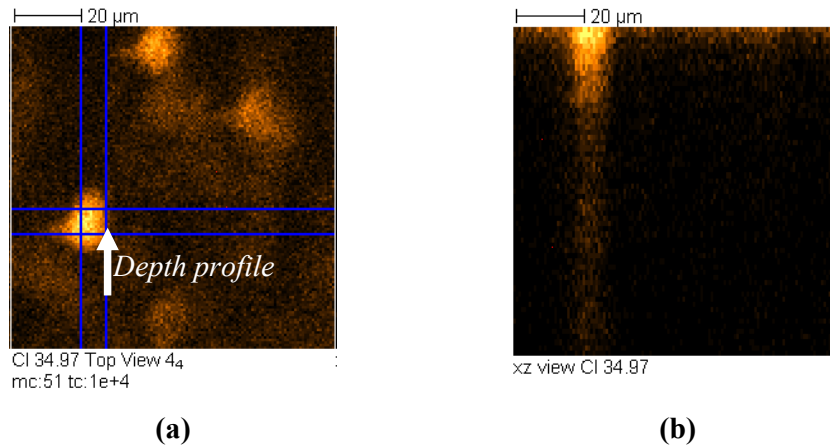 20 µm
20 µm
Depth profile
Cl 34.97 Top View 4₄
mc:51 tc:1e+4
xz view Cl 34.97
(a)
(b)